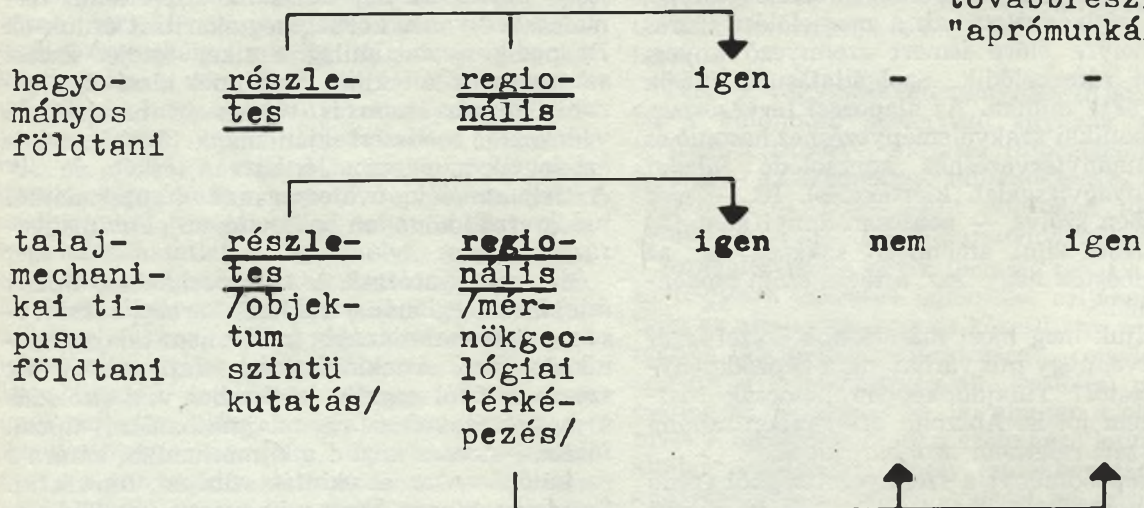 továbbrészl
"aprómunká
hagyo- részle- regio- igen - -
mányos tes nális
földtani
talaj- részle- regio- igen nem igen
mechani- tes nális
kai ti- /objek- /mér-
pusu tum nökgeo-
földtani szintü lógiai
kutatás/ térké-
pezés/